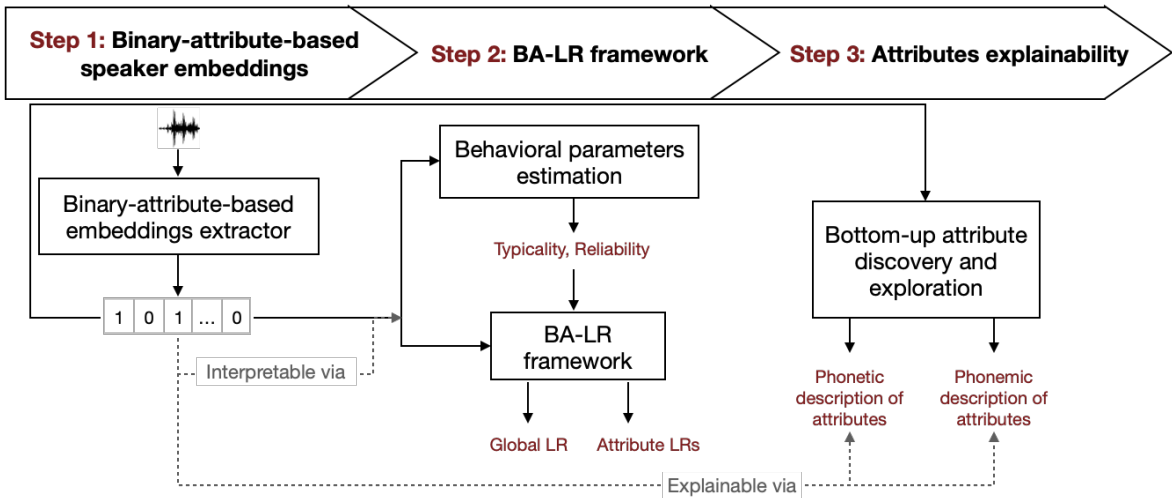 Step 1: Binary-attribute-based
speaker embeddings
Step 2: BA-LR framework
Step 3: Attributes explainability
Binary-attribute-based
embeddings extractor
1 0 1 ... 0
Interpretable via
Behavioral parameters
estimation
Typicality, Reliability
BA-LR
framework
Global LR
Attribute LRs
Bottom-up attribute
discovery and
exploration
Phonetic
description of
attributes
Phonemic
description of
attributes
Explainable via